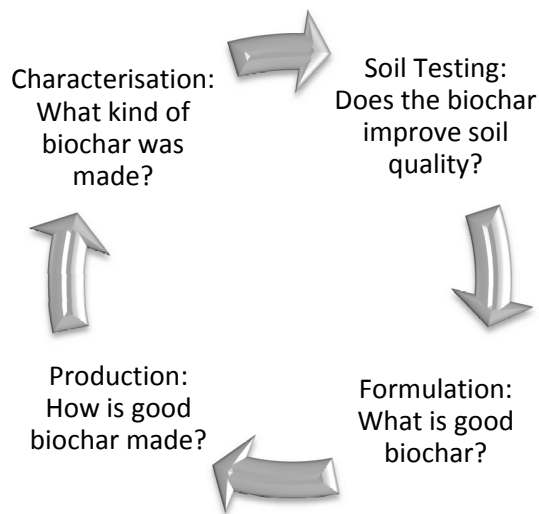 Characterisation:
What kind of
biochar was
made?
Soil Testing:
Does the biochar
improve soil
quality?
Formulation:
What is good
biochar?
Production:
How is good
biochar made?